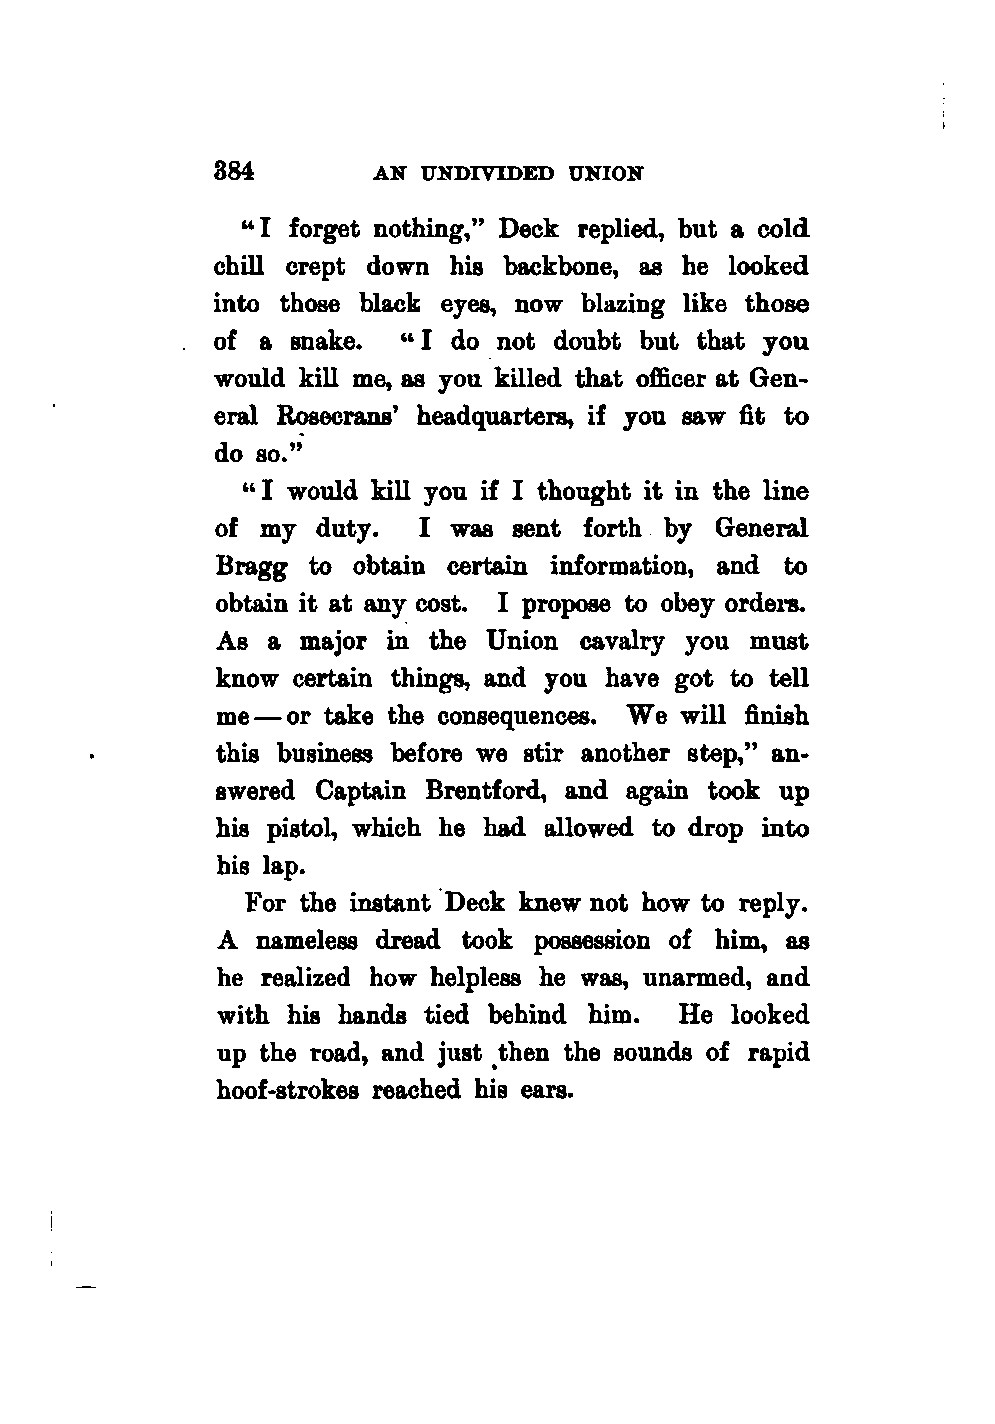 384 AN UNDIVIDED UNION
“I forget nothing,” Deck replied, but a cold
chill crept down his backbone, as he looked
into those black eyes, now blazing like those
of a snake. “I do not doubt but that you
would kill me, as you killed that officer at Gen-
eral Rosecrans’ headquarters, if you saw fit to
do so.”
“I would kill you if I thought it in the line
of my duty. I was sent forth by General
Bragg to obtain certain information, and to
obtain it at any cost. I propose to obey orders.
As a major in the Union cavalry you must
know certain things, and you have got to tell
me—or take the consequences. We will finish
this business before we stir another step,” an-
swered Captain Brentford, and again took up
his pistol, which he had allowed to drop into
his lap.
For the instant Deck knew not how to reply.
A nameless dread took possession of him, as
he realized how helpless he was, unarmed, and
with his hands tied behind him. He looked
up the road, and just then the sounds of rapid
hoof-strokes reached his ears.